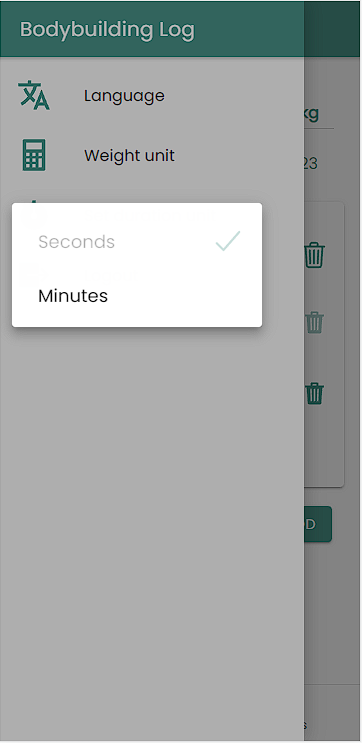 Bodybuilding Log
kg
Language
Weight unit
23
Seconds
Minutes
D
s